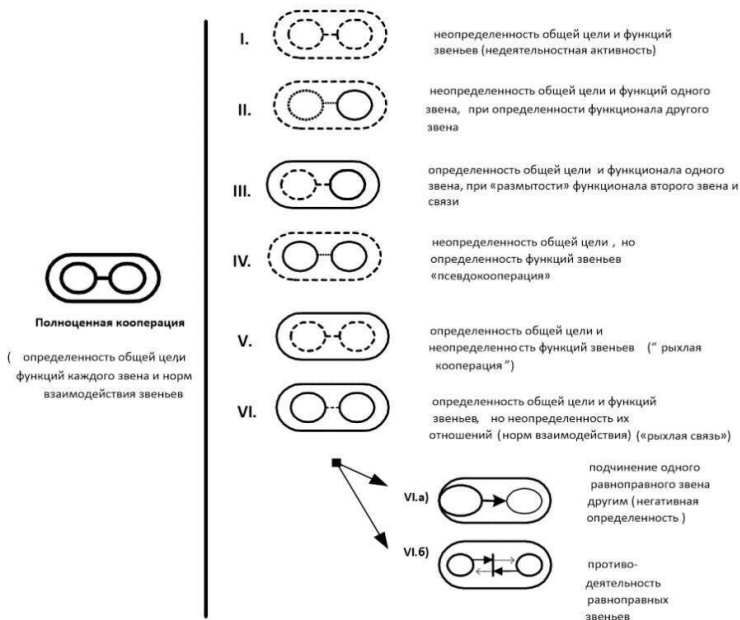 Полноценная кооперация
( определенность общей цели
функций каждого звена и норм
взаимодействия звеньев
I.
неопределенность общей цели и функций
звеньев (недеятельностная активность)
II.
неопределенность общей цели и функций одного
звена, при определенности функционала другого
звена
III.
определенность общей цели и функционала одного
звена, при «размытости» функционала второго звена и
связи
IV.
неопределенность общей цели , но
определенность функций звеньев
«псевдокооперация»
V.
определенность общей цели и
неопределенность функций звеньев (“ рыхлая
кооперация ”)
VI.
определенность общей цели и функций
звеньев, но неопределенность их
отношений (норм взаимодействия) («рыхлая связь»)
VI.а)
подчинение одного
равноправного звена
другим ( негативная
определенность )
VI.б)
противо-
деятельность
равноправных
звеньев